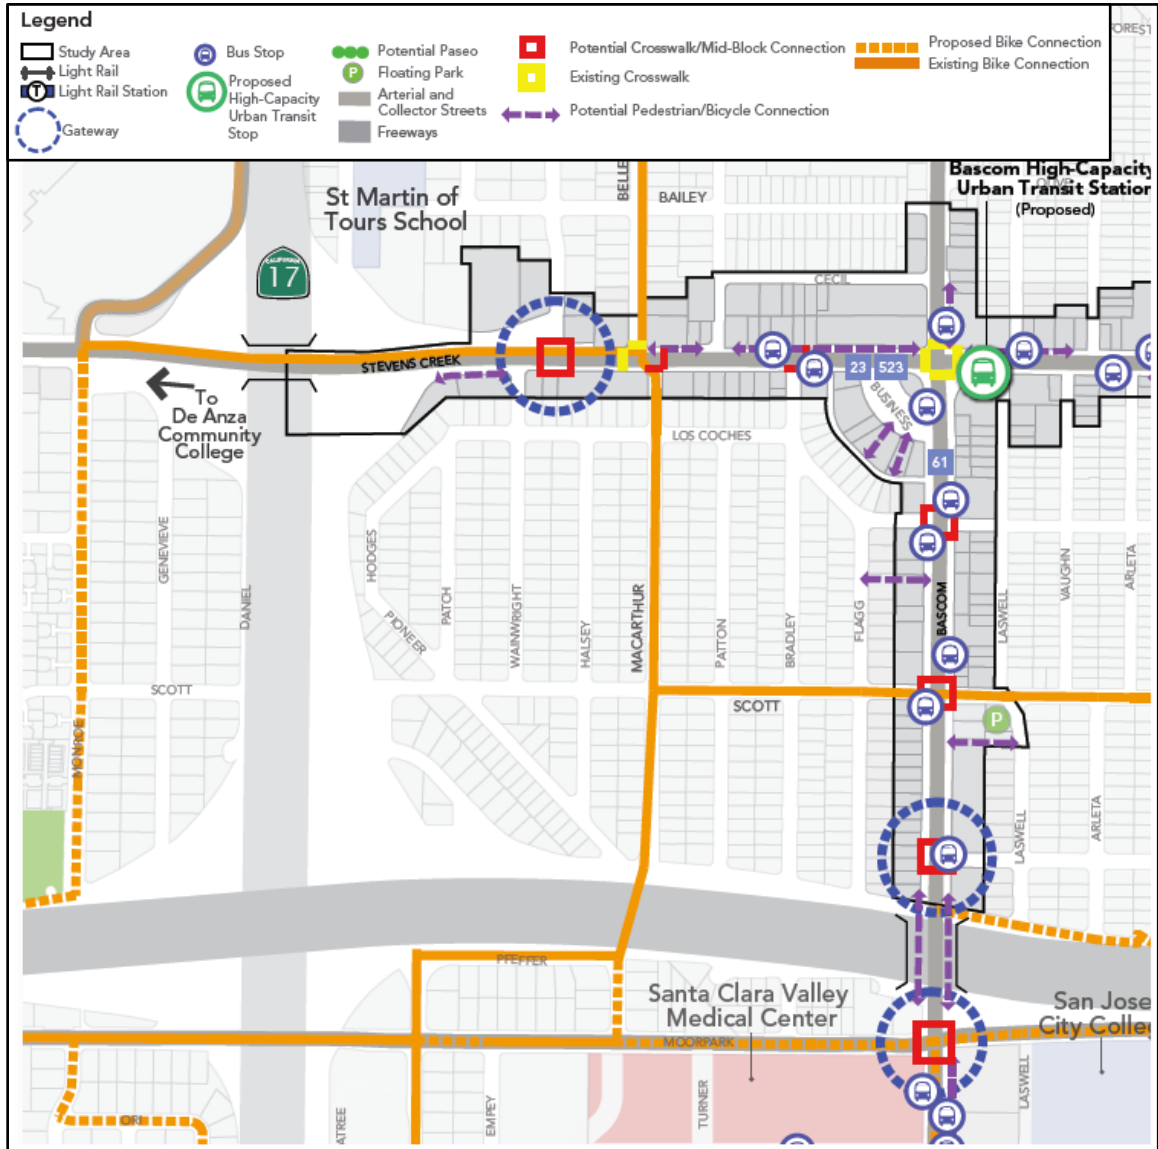 Legend
Study Area
Light Rail
T
Light Rail Station
Gateway
Bus Stop
Proposed
High-Capacity
Urban Transit
Stop
Potential Paseo
P
Floating Park
Arterial and
Collector Streets
Freeways
Potential Crosswalk/Mid-Block Connection
Existing Crosswalk
Potential Pedestrian/Bicycle Connection
Proposed Bike Connection
Existing Bike Connection
Bascom High-Capacity
Urban Transit Station
(Proposed)
St Martin of
Tours School
BAILEY
CALIFORNIA
17
CECIL
STEVENS CREEK
23
523
BUSINESS
To
De Anza
Community
College
LOS COCHES
61
GENEVIEVE
DANIEL
HODGES
PIONEER
PATCH
WAINWRIGHT
HALSEY
MACARTHUR
PATTON
BRADLEY
FLAGG
BASCOM
LASWELL
VAUGHN
ARLETA
SCOTT
SCOTT
P
MONROE
LASWELL
ARLETA
PFEFFER
Santa Clara Valley
Medical Center
San Jose
MOORPARK
ORI
EMPEY
TURNER
LASWELL